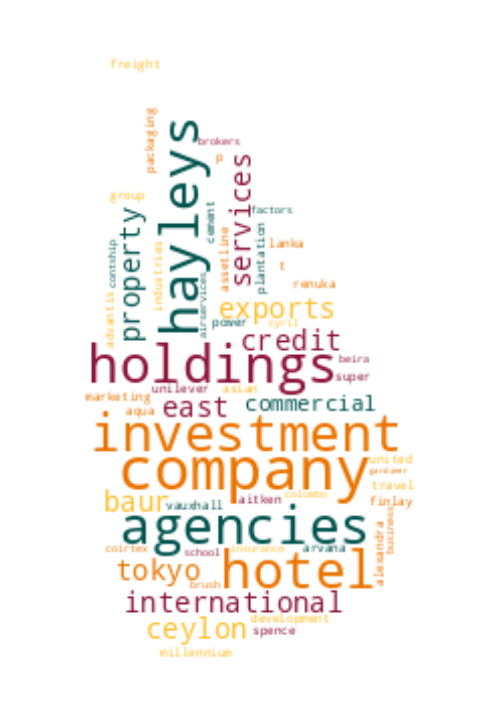 freight
packaging
hayleys
brokers
p
services
group
property
factors
cement
contship
industries
assetline
plantation
lanka
t
renuka
advantis
airservices
exports
power
cyril
credit
holdings
beira
super
unilever
asian
marketing
aqua
east
commercial
investment
company
united
gardiner
travel
baur
vauxhall
aitken
colombo
finlay
agencies
alexandra
business
coirtex
school
insurance
arvana
tokyo
brush
hotel
international
ceylon
development
spence
millennium